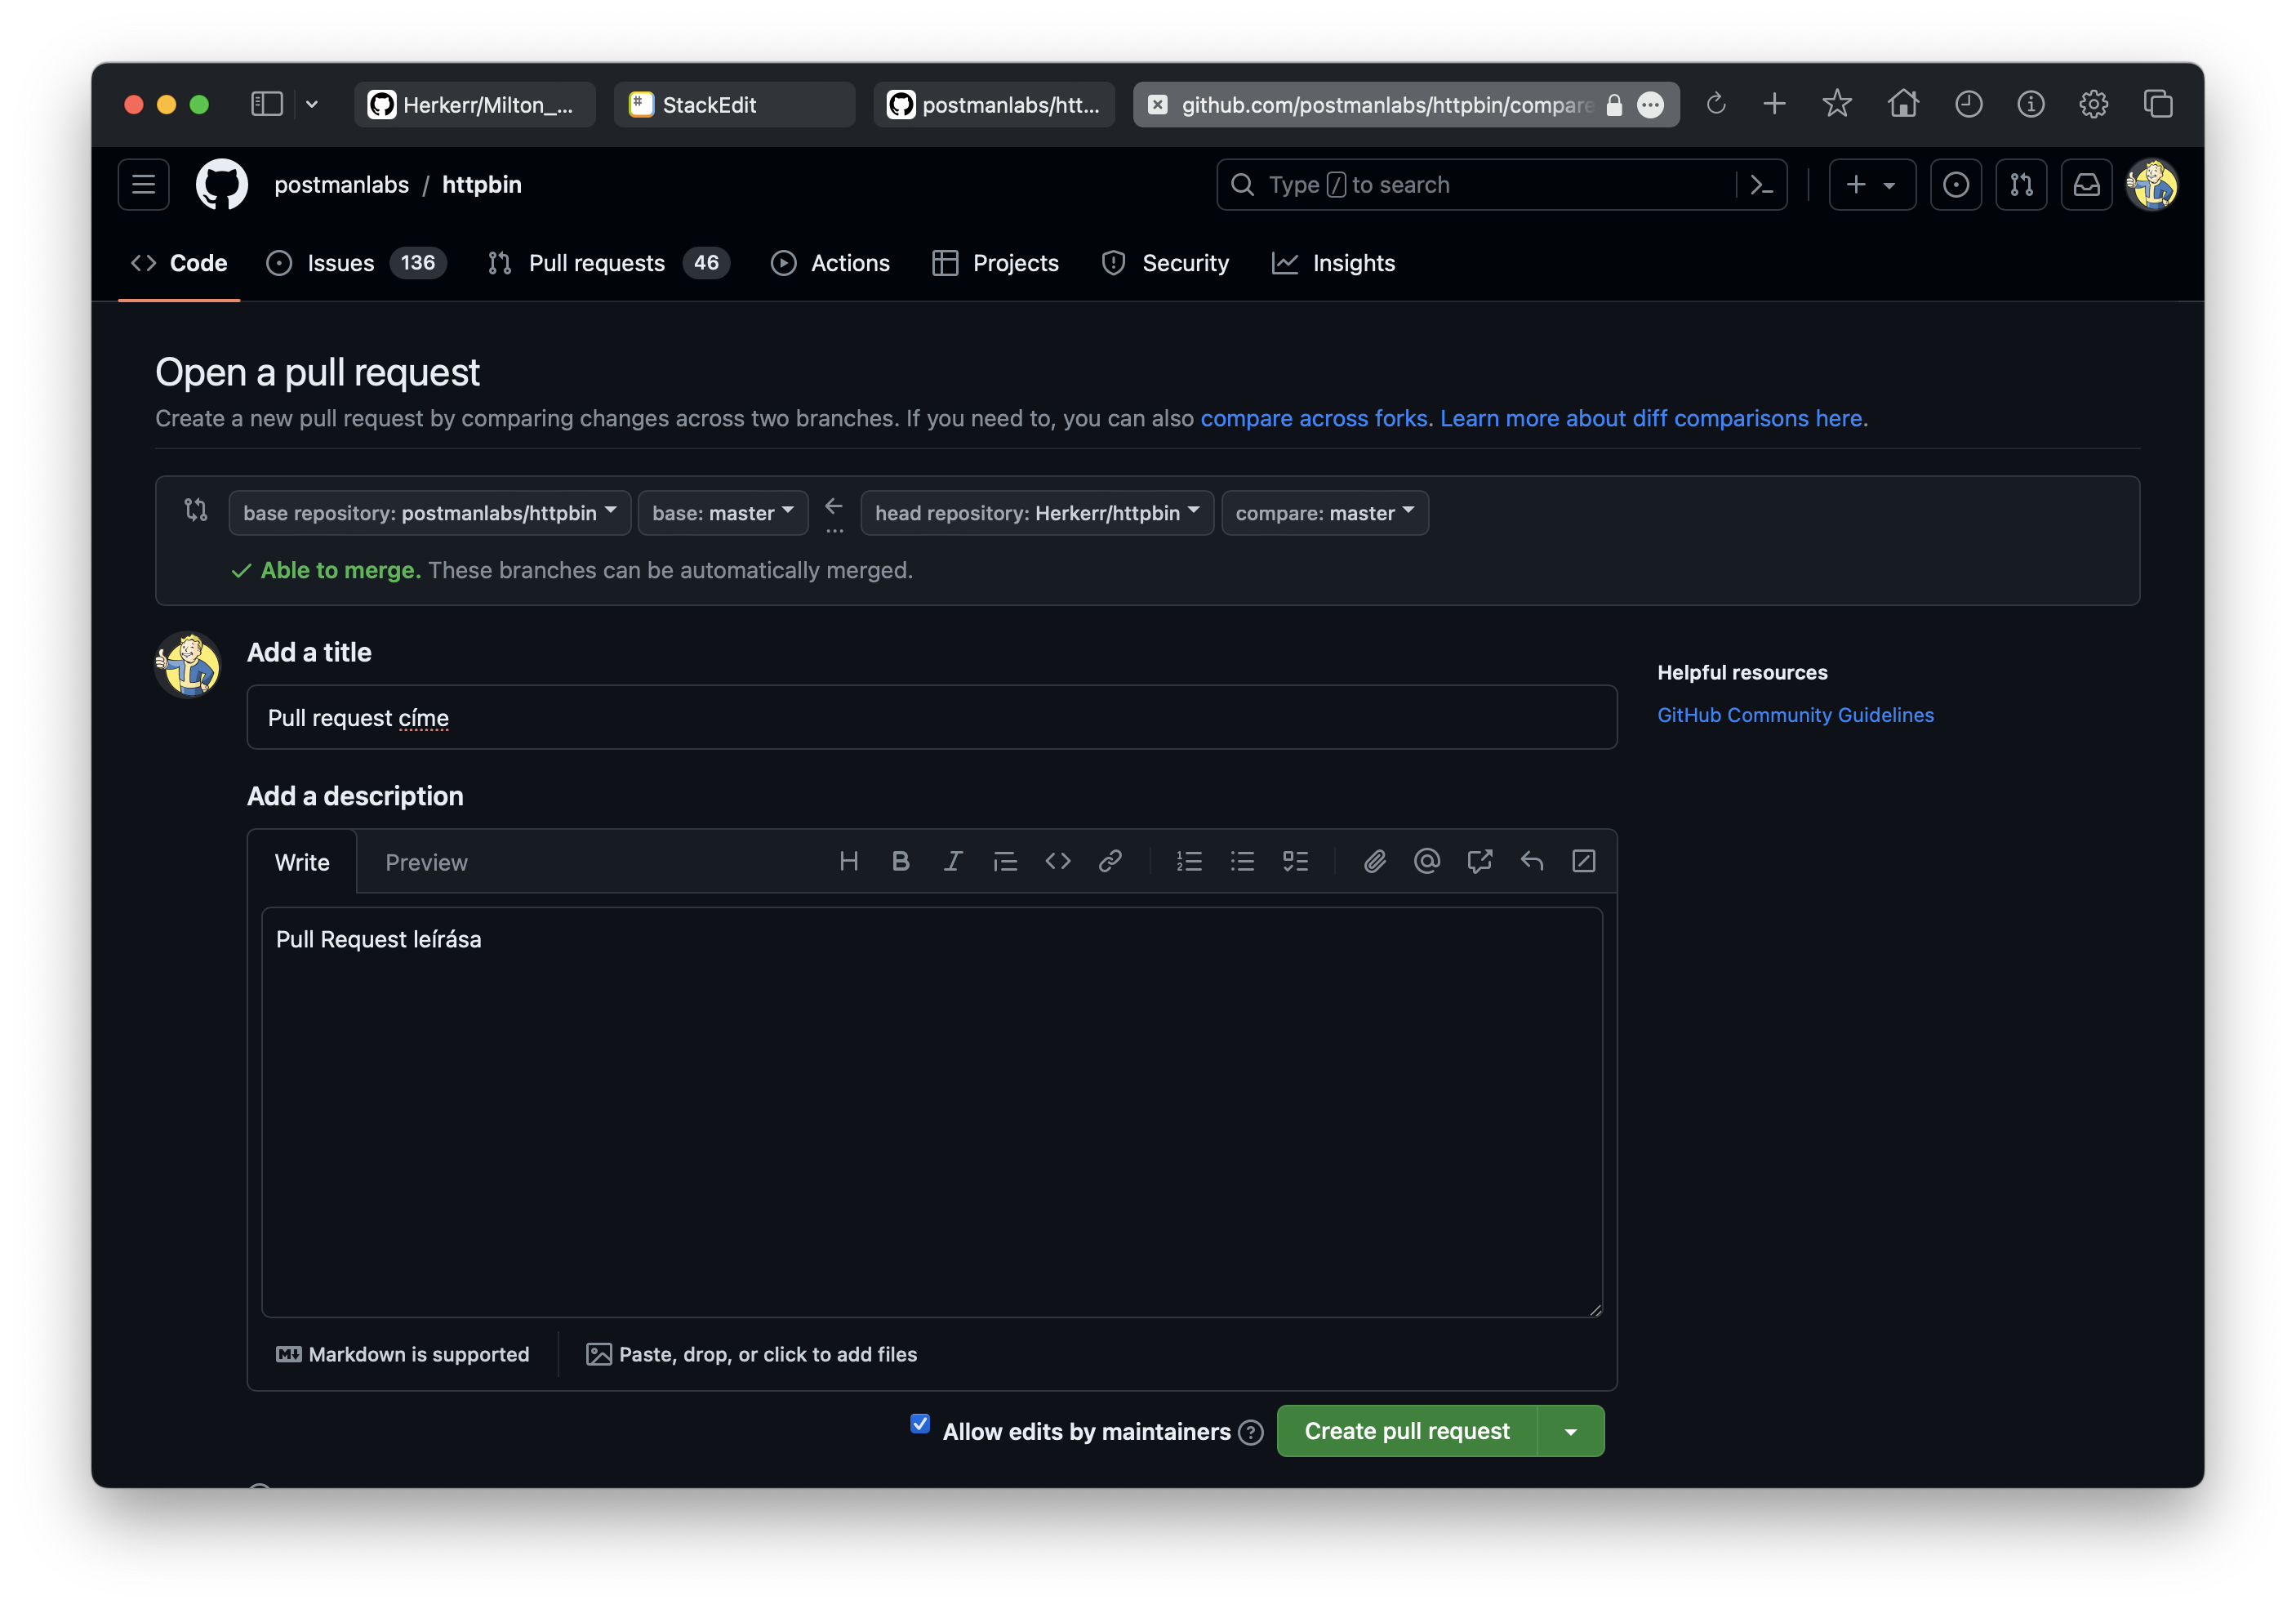 Herkerr/Milton_...
StackEdit
postmanlabs/htt...
github.com/postmanlabs/httpbin/compare
postmanlabs / httpbin
Type / to search
Code
Issues 136
Pull requests 46
Actions
Projects
Security
Insights
Open a pull request
Create a new pull request by comparing changes across two branches. If you need to, you can also compare across forks. Learn more about diff comparisons here.
base repository: postmanlabs/httpbin
base: master
head repository: Herkerr/httpbin
compare: master
Able to merge. These branches can be automatically merged.
Add a title
Pull request címe
Helpful resources
GitHub Community Guidelines
Add a description
Write
Preview
Pull Request leírása
Markdown is supported
Paste, drop, or click to add files
Allow edits by maintainers
Create pull request